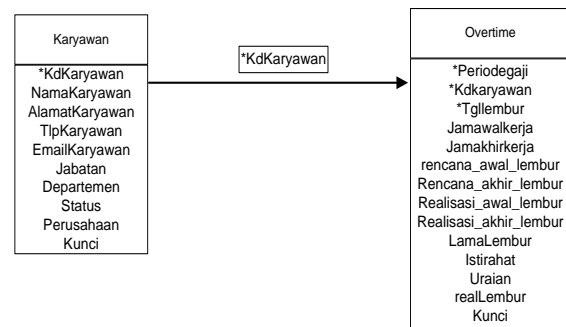 Karyawan
*KdKaryawan
NamaKaryawan
AlamatKaryawan
TlpKaryawan
EmailKaryawan
Jabatan
Departemen
Status
Perusahaan
Kunci
*KdKaryawan
Overtime
*Periodegaji
*Kdkaryawan
*Tgllembur
Jamawalkerja
Jamakhirkerja
rencana_awal_lembur
Rencana_akhir_lembur
Realisasi_awal_lembur
Realisasi_akhir_lembur
LamaLembur
Istirahat
Uraian
realLembur
Kunci